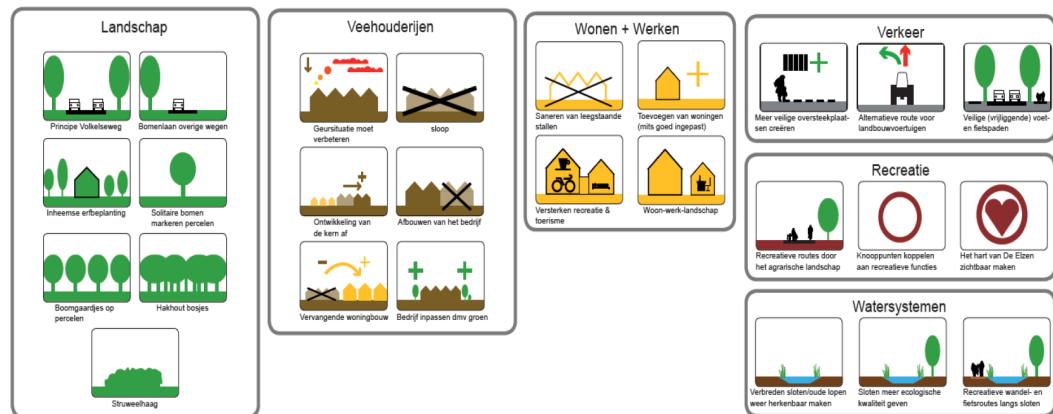 Landschap
Principe Volkelseweg
Bomenlaan overige wegen
Inheemse erfbeplanting
Solitaire bomen
markeren percelen
Boomgaardjes op
percelen
Hakhout bosjes
Struweelhaag
Veehouderijen
Geursituatie moet
verbeteren
sloop
Ontwikkeling van
de kern af
Afbouwen van het bedrijf
Vervangende woningbouw
Bedrijf inpassen dmv groen
Wonen + Werken
Saneren van leegstaande
stallen
Toevoegen van woningen
(mits goed ingepast)
Versterken recreatie &
toerisme
Woon-werk-landschap
Verkeer
Meer veilige oversteekplaat-
sen creëren
Alternatieve route voor
landbouwvoertuigen
Veilige (vrijliggende) voet-
en fietspaden
Recreatie
Recreatieve routes door
het agrarische landschap
Knooppunten koppelen
aan recreatieve functies
Het hart van De Elzen
zichtbaar maken
Watersystemen
Verbreden sloten/oude lopen
weer herkenbaar maken
Sloten meer ecologische
kwaliteit geven
Recreatieve wandel- en
fietsroutes langs sloten